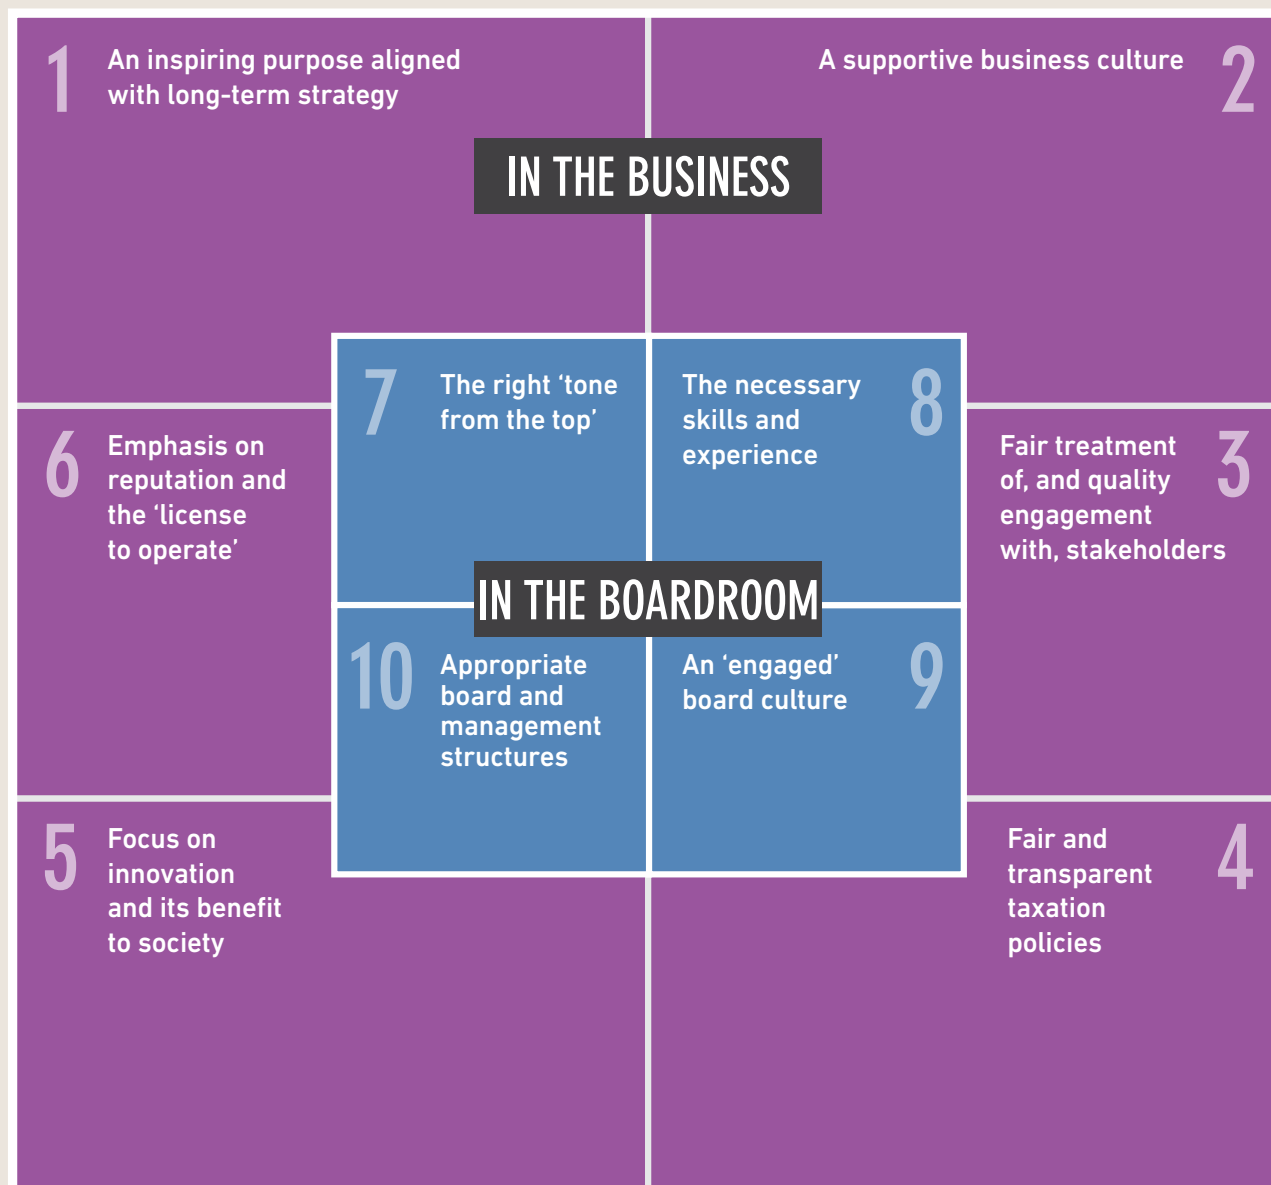 1
An inspiring purpose aligned
with long-term strategy
A supportive business culture
2
IN THE BUSINESS
7
The right ‘tone
from the top’
The necessary
skills and
experience
8
6
Emphasis on
reputation and
the ‘license
to operate’
Fair treatment
of, and quality
engagement
with, stakeholders
3
IN THE BOARDROOM
10
Appropriate
board and
management
structures
An ‘engaged’
board culture
9
5
Focus on
innovation
and its benefit
to society
Fair and
transparent
taxation
policies
4